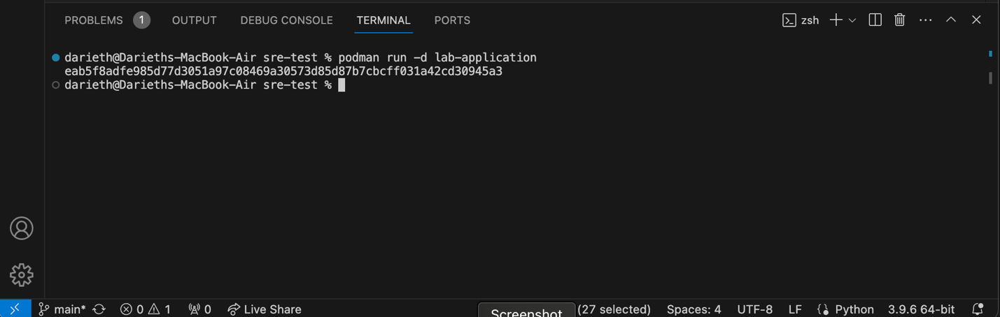 PROBLEMS 1 OUTPUT DEBUG CONSOLE TERMINAL PORTS zsh
darieth@Darieths-MacBook-Air sre-test % podman run -d lab-application
eab5f8adfe985d77d3051a97c08469a30573d85d87b7cbcff031a42cd30945a3
darieth@Darieths-MacBook-Air sre-test %
main* 0 1 0 Live Share Screenshot (27 selected) Spaces: 4 UTF-8 LF Python 3.9.6 64-bit